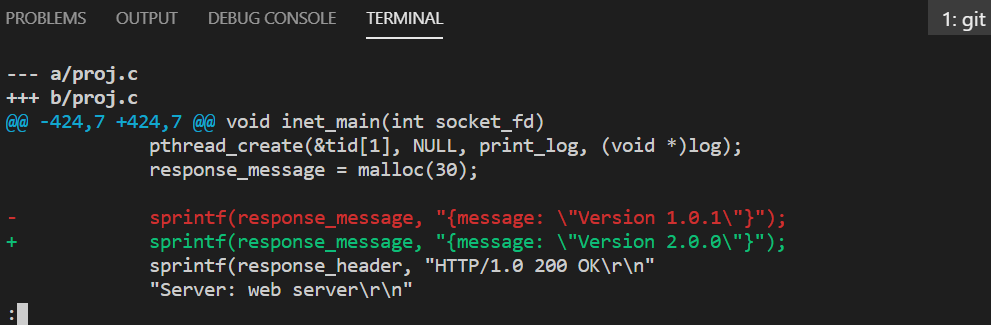 PROBLEMS OUTPUT DEBUG CONSOLE TERMINAL 1: git
--- a/proj.c
+++ b/proj.c
@@ -424,7 +424,7 @@ void inet_main(int socket_fd)
            pthread_create(&tid[1], NULL, print_log, (void *)log);
            response_message = malloc(30);
-           sprintf(response_message, "{message: \"Version 1.0.1\"}");
+           sprintf(response_message, "{message: \"Version 2.0.0\"}");
            sprintf(response_header, "HTTP/1.0 200 OK\r\n"
            "Server: web server\r\n"
: